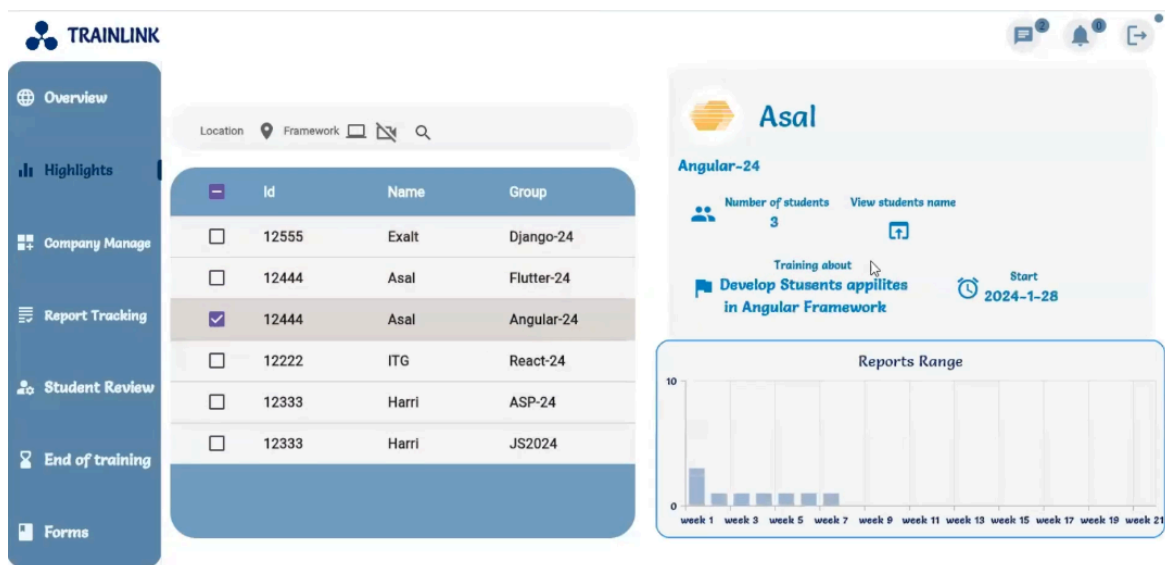 TRAINLINK
2
0
Overview
Highlights
Company Manage
Report Tracking
Student Review
End of training
Forms
Location Framework
Id Name Group
12555 Exalt Django-24
12444 Asal Flutter-24
12444 Asal Angular-24
12222 ITG React-24
12333 Harri ASP-24
12333 Harri JS2024
Asal
Angular-24
Number of students View students name
3
Training about
Develop Stusents appilites
in Angular Framework
Start
2024-1-28
Reports Range
10
0
week 1 week 3 week 5 week 7 week 9 week 11 week 13 week 15 week 17 week 19 week 21